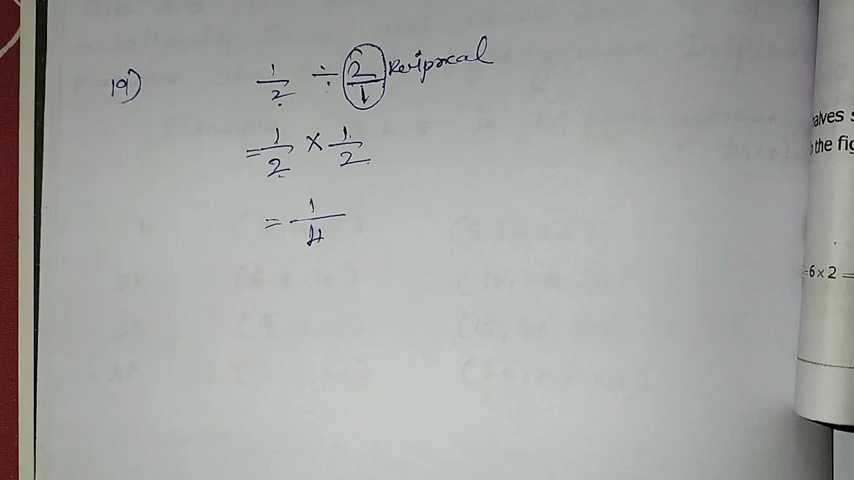 19) 1/2 ÷ 2/1 Reciprocal
= 1/2 × 1/2
= 1/4
alves
the fig
=6×2=